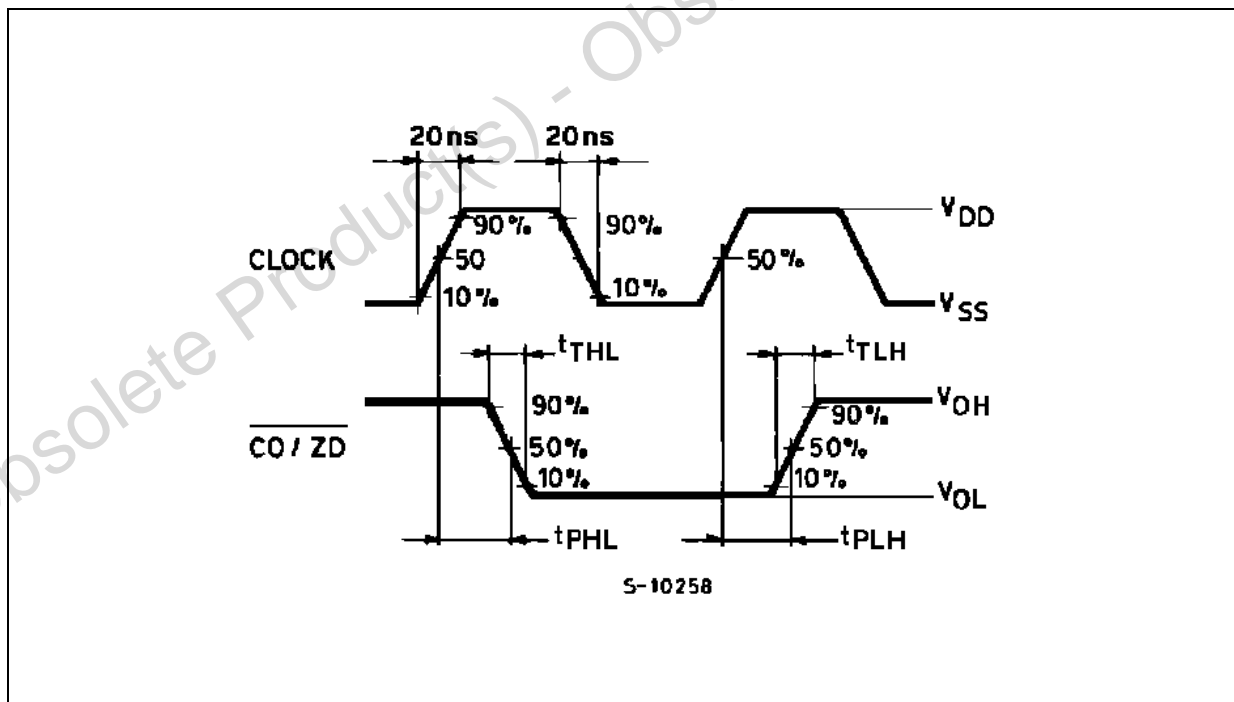 Obsolete Product(s) - Obs
20ns 20ns
90% 90% VDD
CLOCK 50 50%
10% 10% VSS
tTHL tTLH
90% 90% VOH
CO / ZD 50% 50%
10% 10% VOL
tPHL tPLH
S-10258